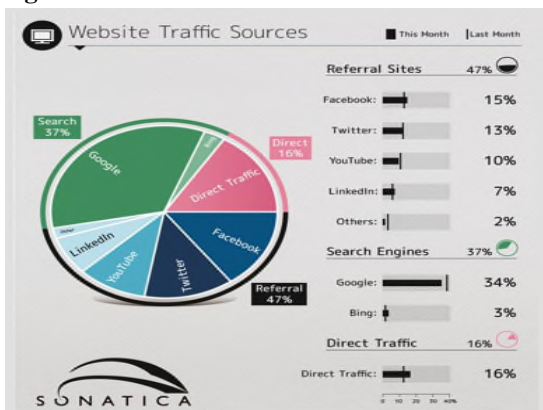 Website Traffic Sources
This Month Last Month
Referral Sites 47%
Facebook: 15%
Twitter: 13%
YouTube: 10%
LinkedIn: 7%
Others: 2%
Search Engines 37%
Google: 34%
Bing: 3%
Direct Traffic 16%
Direct Traffic: 16%
0 10 20 30 40%
Search
37%
Direct
16%
Referral
47%
Google
Bing
Direct Traffic
Facebook
Twitter
YouTube
LinkedIn
Other
SONATICA